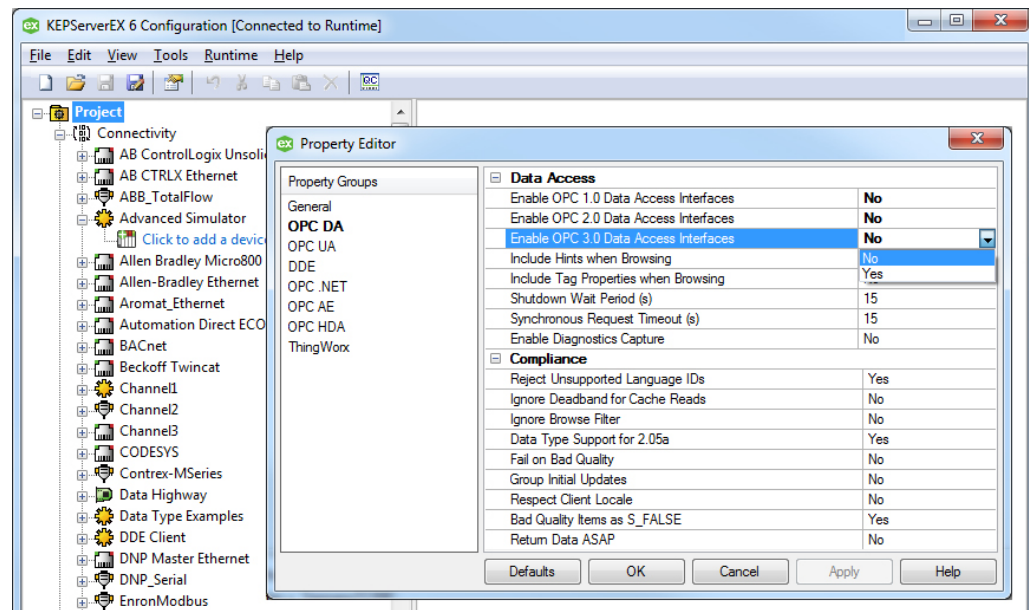 KEPServerEX 6 Configuration [Connected to Runtime]
File Edit View Tools Runtime Help
Project
Connectivity
AB ControlLogix Unsoli
AB CTRLX Ethernet
ABB_TotalFlow
Advanced Simulator
Click to add a device
Allen Bradley Micro800
Allen-Bradley Ethernet
Aromat_Ethernet
Automation Direct ECO
BACnet
Beckoff Twincat
Channel1
Channel2
Channel3
CODESYS
Contrex-MSeries
Data Highway
Data Type Examples
DDE Client
DNP Master Ethernet
DNP_Serial
EnronModbus
Property Editor
Property Groups
General
OPC DA
OPC UA
DDE
OPC .NET
OPC AE
OPC HDA
ThingWorx
Data Access
Enable OPC 1.0 Data Access Interfaces No
Enable OPC 2.0 Data Access Interfaces No
Enable OPC 3.0 Data Access Interfaces No
Include Hints when Browsing No
Include Tag Properties when Browsing Yes
Shutdown Wait Period (s) 15
Synchronous Request Timeout (s) 15
Enable Diagnostics Capture No
Compliance
Reject Unsupported Language IDs Yes
Ignore Deadband for Cache Reads No
Ignore Browse Filter No
Data Type Support for 2.05a Yes
Fail on Bad Quality No
Group Initial Updates No
Respect Client Locale No
Bad Quality Items as S_FALSE Yes
Return Data ASAP No
Defaults OK Cancel Apply Help